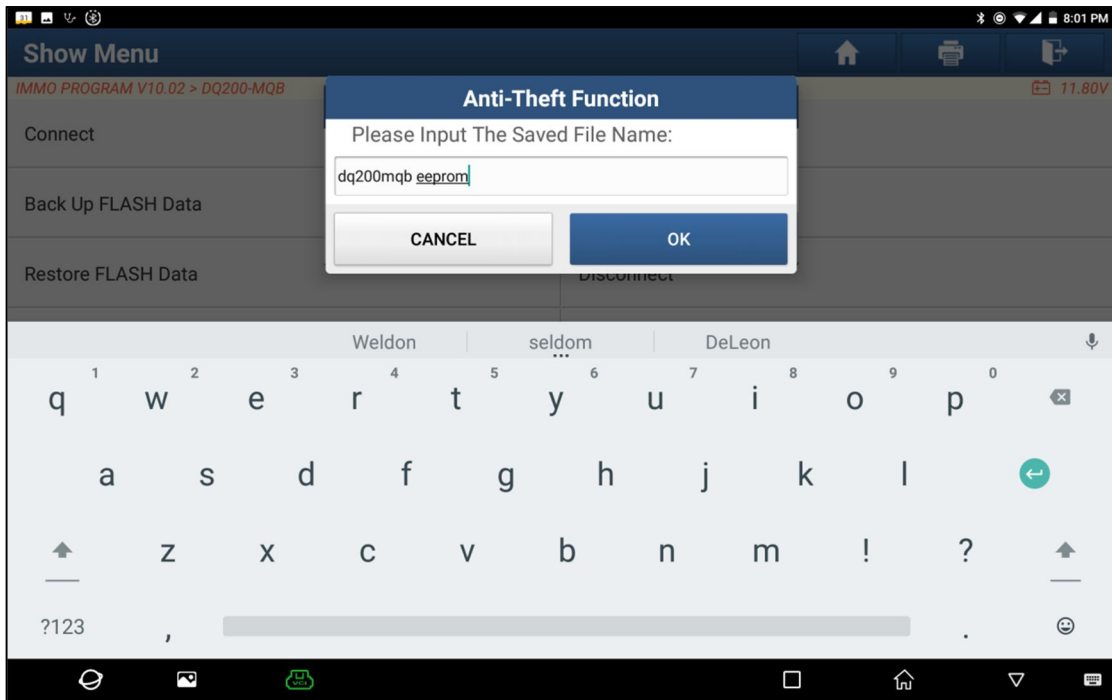 31 8:01 PM
Show Menu
IMMO PROGRAM V10.02 > DQ200-MQB 11.80V
Anti-Theft Function
Connect
Please Input The Saved File Name:
dq200mqb eeprom
Back Up FLASH Data
CANCEL OK
Restore FLASH Data Disconnect
Weldon seldom DeLeon
1 2 3 4 5 6 7 8 9 0
q w e r t y u i o p
a s d f g h j k l
z x c v b n m ! ?
?123 , .
VCI